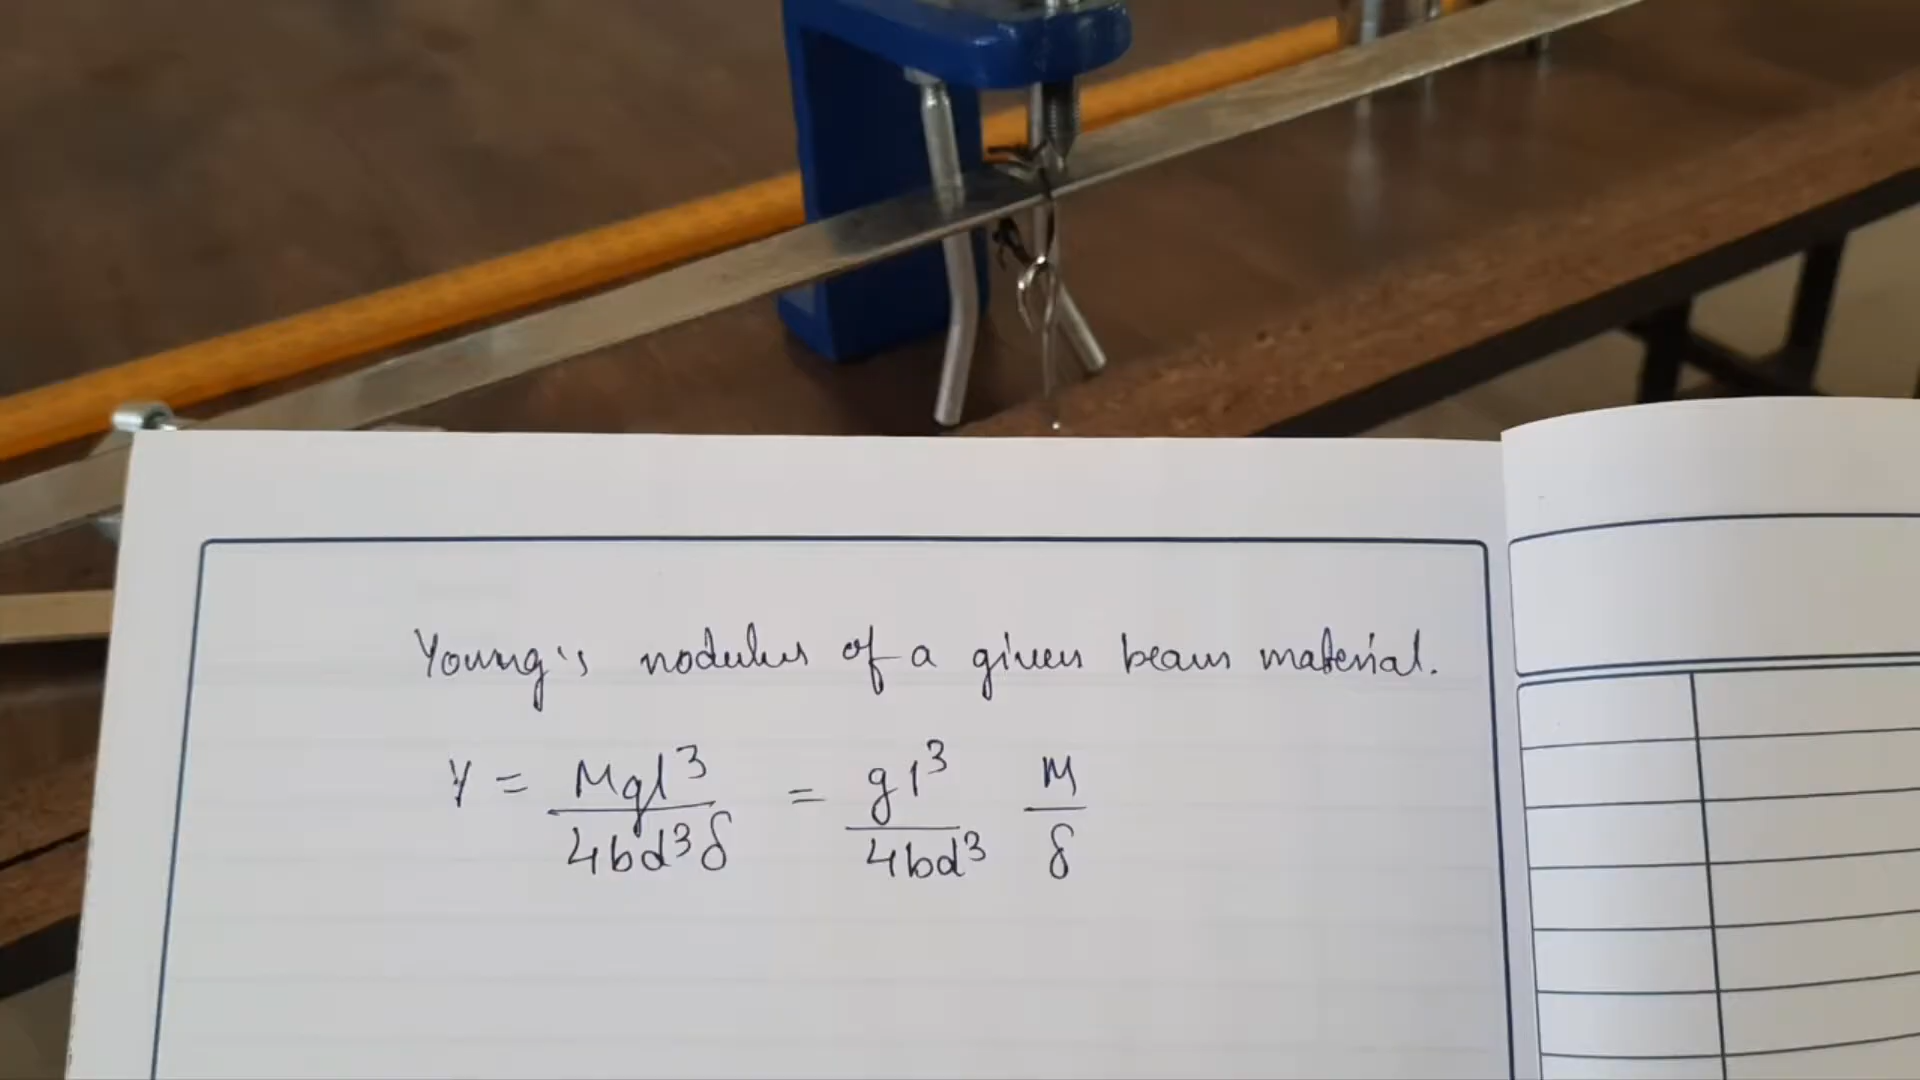 Young's nodulus of a given beam material.
Y = Mgl³ / 4bd³δ = gl³ / 4bd³ M / δ